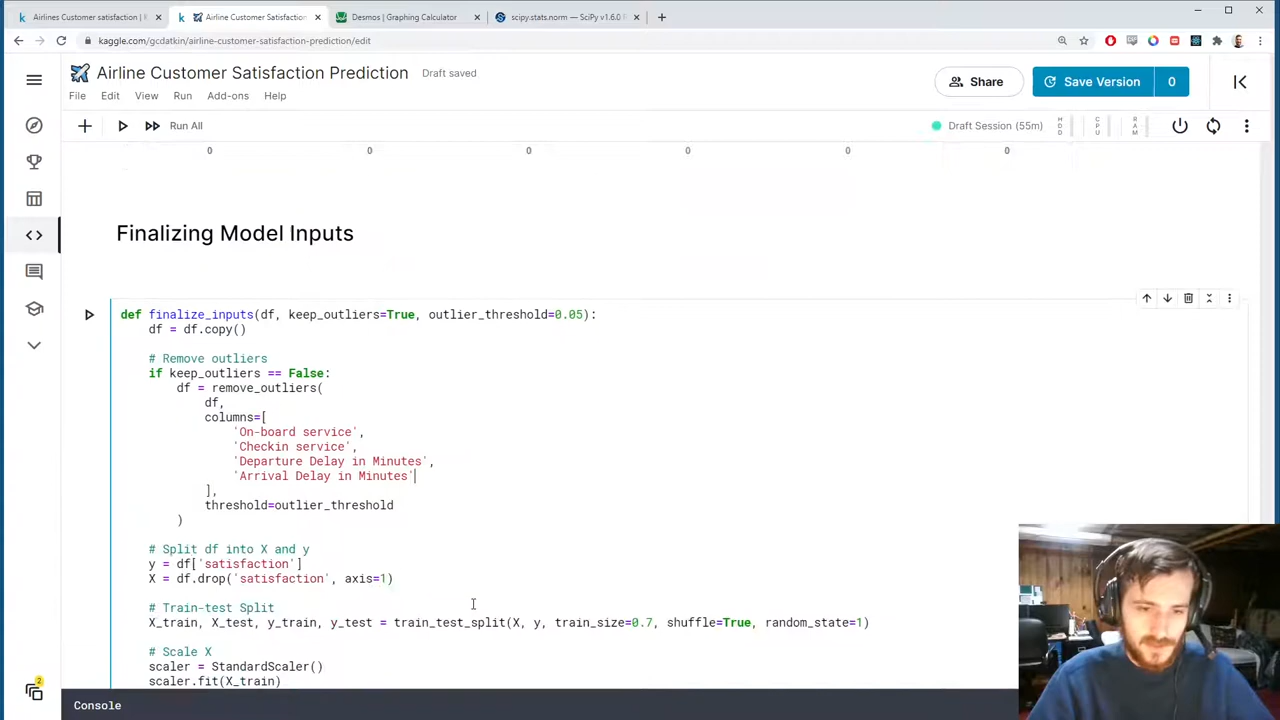 Airlines Customer satisfaction |
Airline Customer Satisfaction
Desmos | Graphing Calculator
scipy.stats.norm — SciPy v1.6.0
kaggle.com/gcdatkin/airline-customer-satisfaction-prediction/edit
Airline Customer Satisfaction Prediction
Draft saved
Share
Save Version
0
File
Edit
View
Run
Add-ons
Help
Run All
Draft Session (55m)
HDD
CPU
RAM
0
0
0
0
0
0
Finalizing Model Inputs
def finalize_inputs(df, keep_outliers=True, outlier_threshold=0.05):
df = df.copy()
# Remove outliers
if keep_outliers == False:
df = remove_outliers(
df,
columns=[
'On-board service',
'Checkin service',
'Departure Delay in Minutes',
'Arrival Delay in Minutes'
],
threshold=outlier_threshold
)
# Split df into X and y
y = df['satisfaction']
X = df.drop('satisfaction', axis=1)
# Train-test Split
X_train, X_test, y_train, y_test = train_test_split(X, y, train_size=0.7, shuffle=True, random_state=1)
# Scale X
scaler = StandardScaler()
scaler.fit(X_train)
2
Console